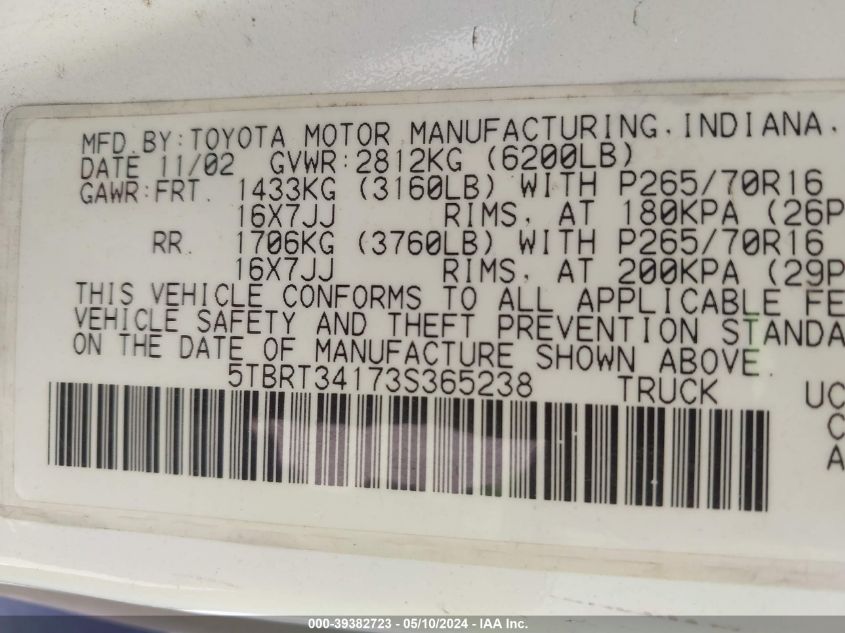 MFD. BY: TOYOTA MOTOR MANUFACTURING, INDIANA,
DATE 11/02 GVWR: 2812KG (6200LB)
GAWR: FRT. 1433KG (3160LB) WITH P265/70R16
16X7JJ RIMS, AT 180KPA (26P
RR. 1706KG (3760LB) WITH P265/70R16
16X7JJ RIMS, AT 200KPA (29P
THIS VEHICLE CONFORMS TO ALL APPLICABLE FE
VEHICLE SAFETY AND THEFT PREVENTION STANDA
ON THE DATE OF MANUFACTURE SHOWN ABOVE.
5TBRT34173S365238 TRUCK UC
C
A
000-39382723 - 05/10/2024 - IAA Inc.